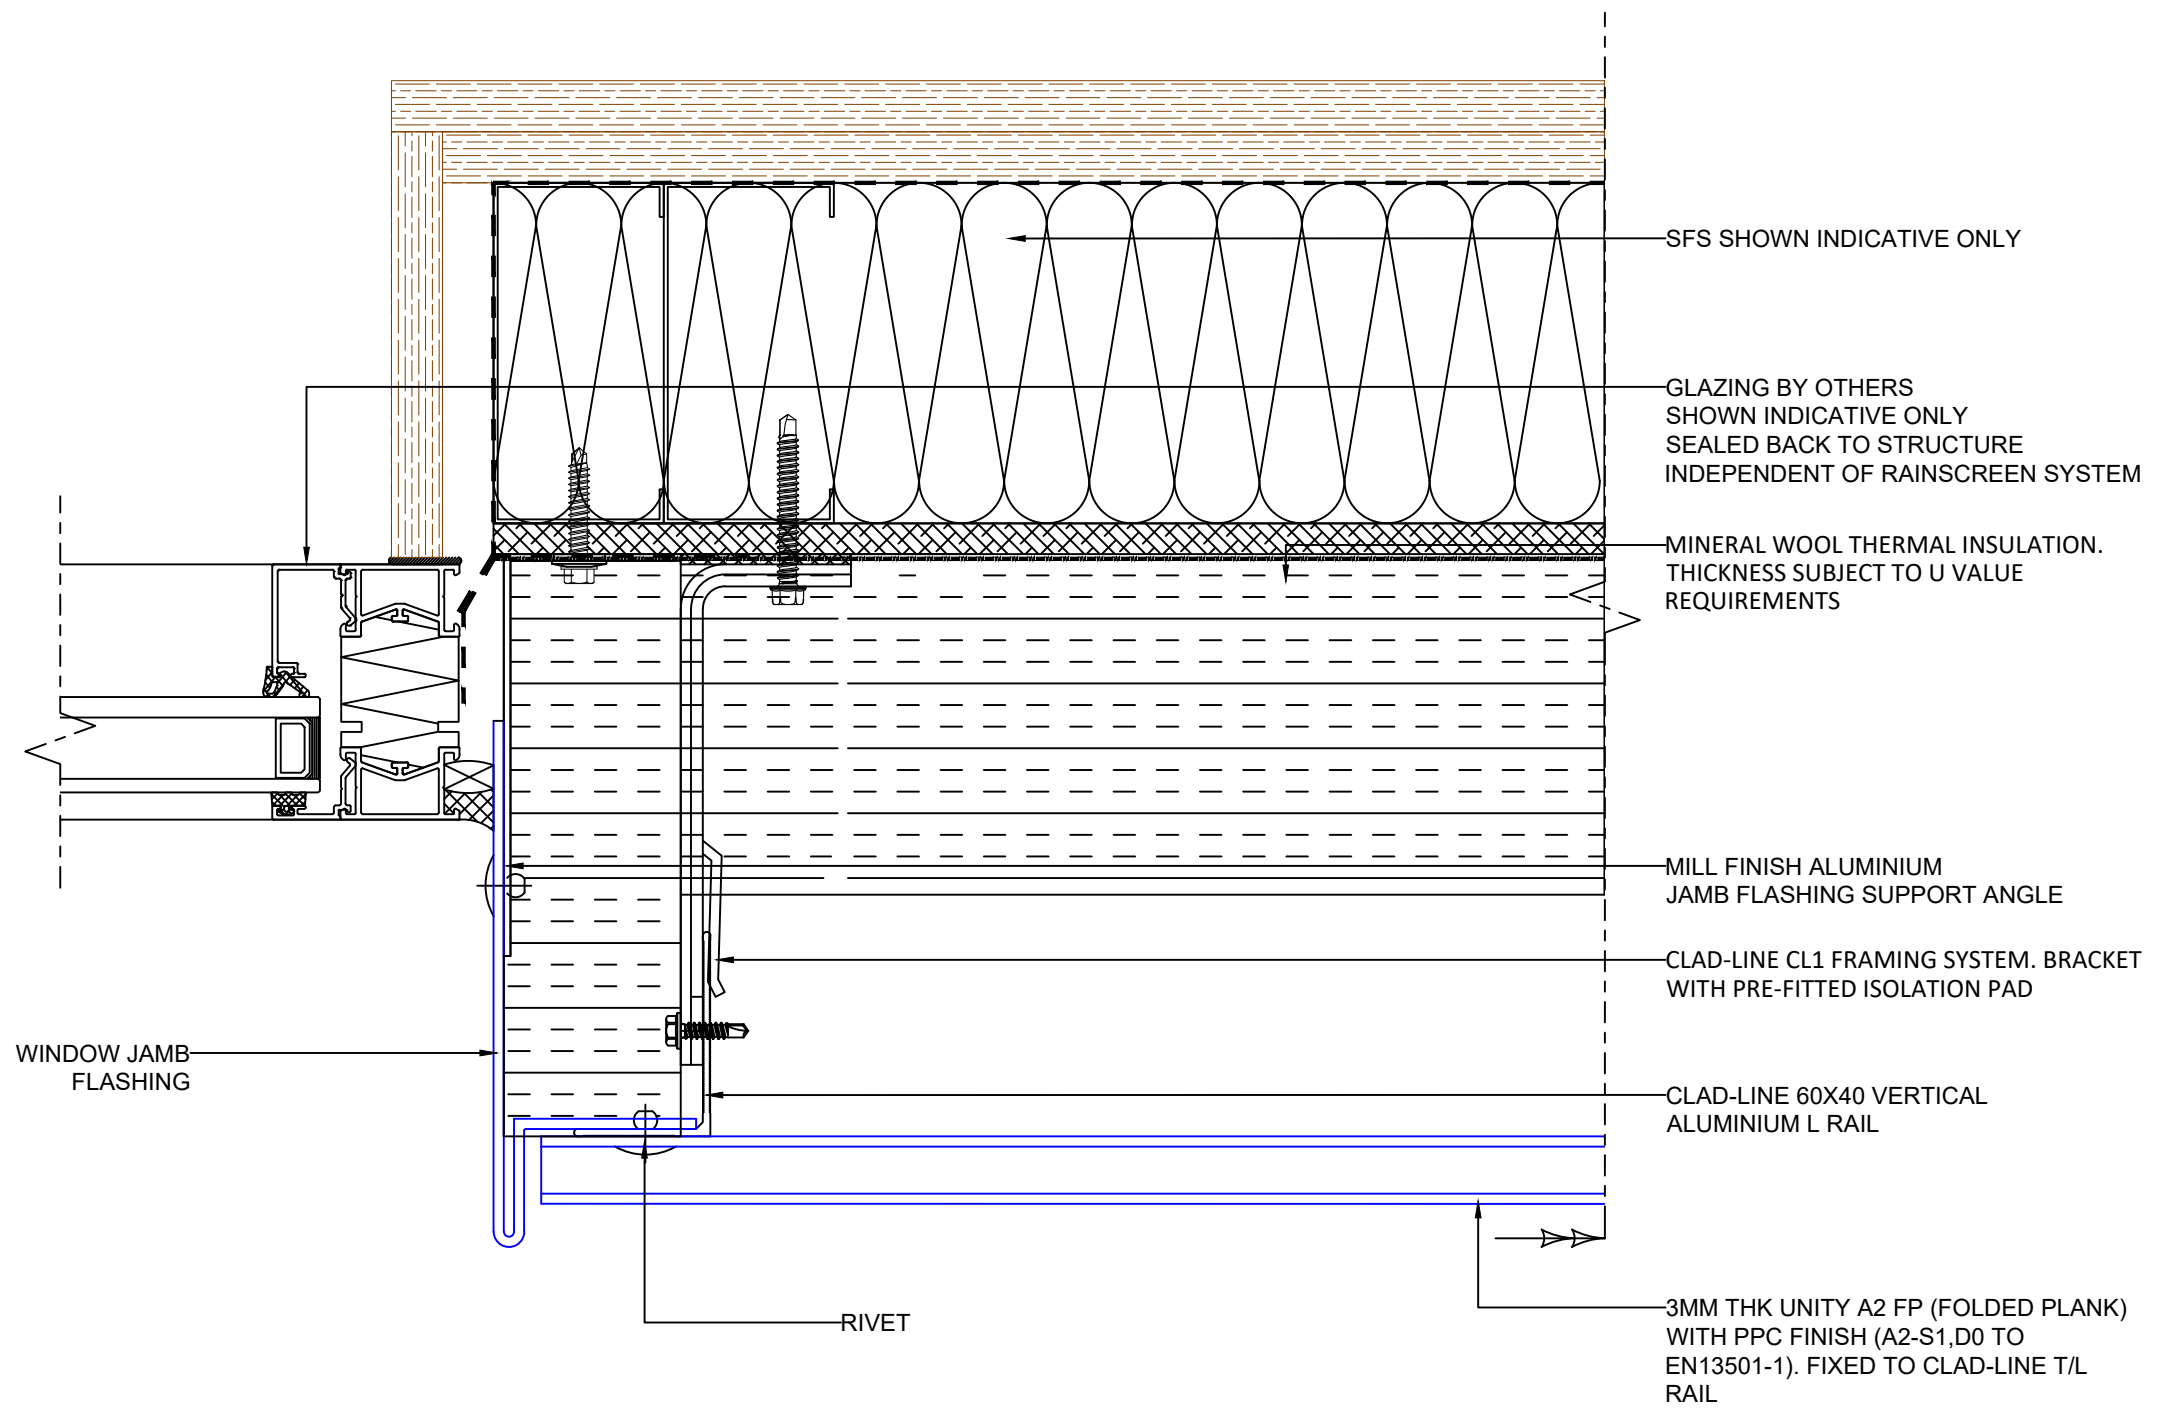 SFS SHOWN INDICATIVE ONLY
GLAZING BY OTHERS
SHOWN INDICATIVE ONLY
SEALED BACK TO STRUCTURE
INDEPENDENT OF RAINSCREEN SYSTEM
MINERAL WOOL THERMAL INSULATION.
THICKNESS SUBJECT TO U VALUE
REQUIREMENTS
MILL FINISH ALUMINIUM
JAMB FLASHING SUPPORT ANGLE
CLAD-LINE CL1 FRAMING SYSTEM. BRACKET
WITH PRE-FITTED ISOLATION PAD
WINDOW JAMB
FLASHING
CLAD-LINE 60X40 VERTICAL
ALUMINIUM L RAIL
RIVET
3MM THK UNITY A2 FP (FOLDED PLANK)
WITH PPC FINISH (A2-S1,D0 TO
EN13501-1). FIXED TO CLAD-LINE T/L
RAIL